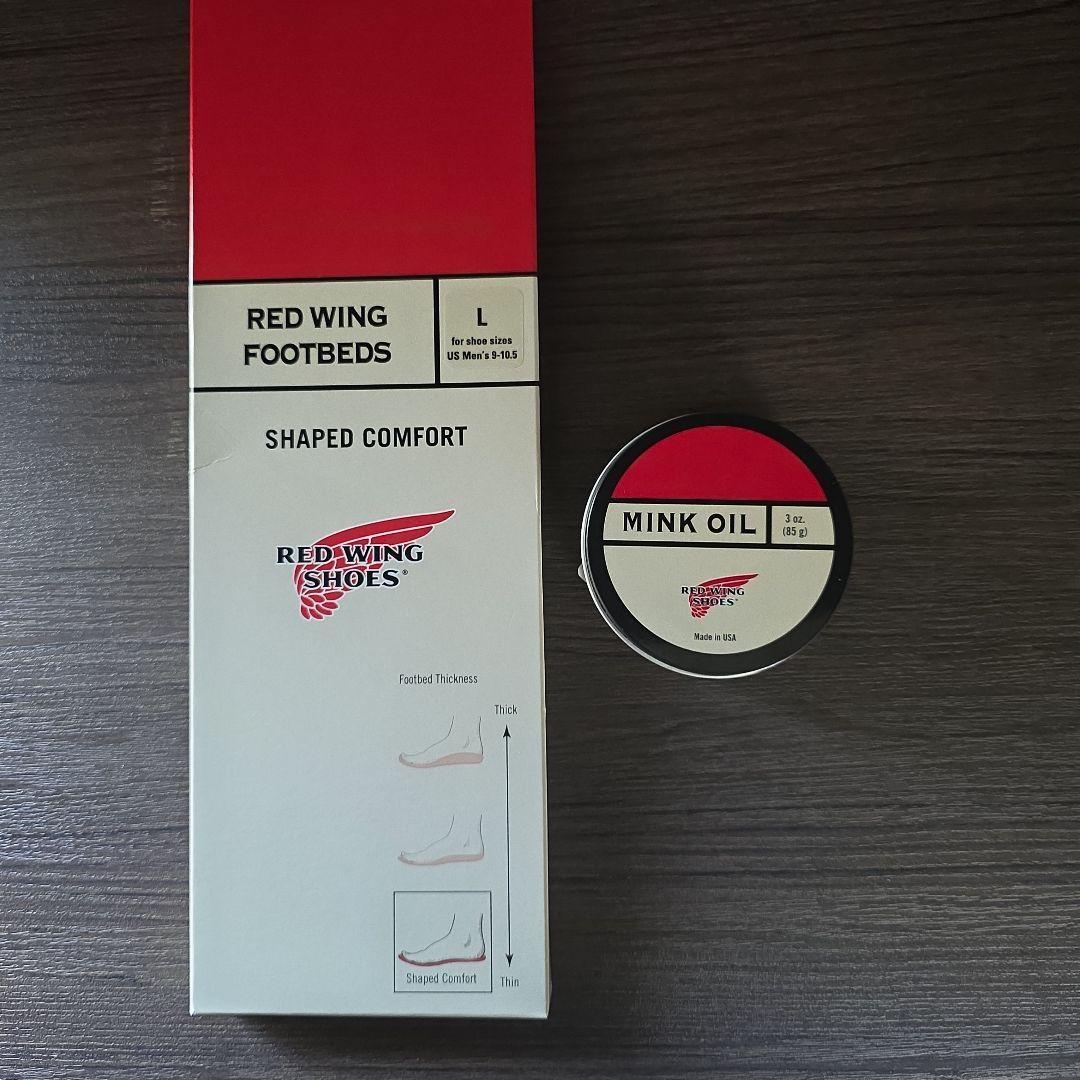 RED WING
FOOTBEDS
L
for shoe sizes
US Men's 9-10.5
SHAPED COMFORT
RED WING
SHOES®
Footbed Thickness
Thick
Shaped Comfort
Thin
MINK OIL
3 oz.
(85 g)
RED WING
SHOES®
Made in USA